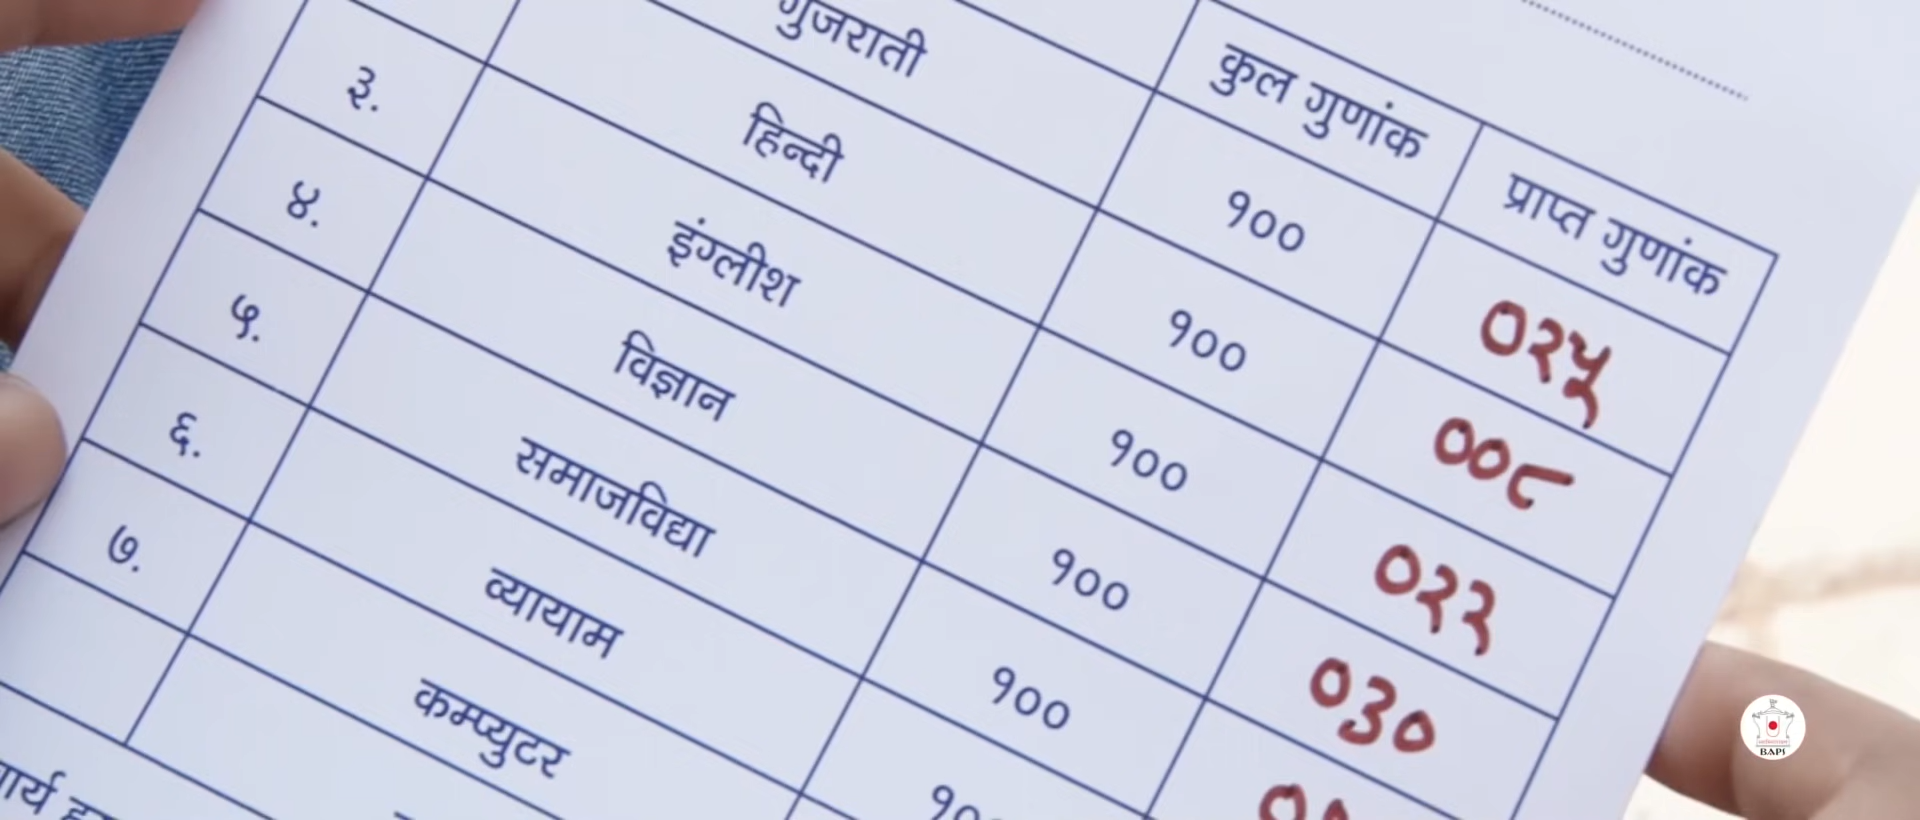 कुल गुणांक प्राप्त गुणांक
गुजराती १०० ०२५
हिन्दी १०० ००८
३. इंग्लीश १०० ०२२
४. विज्ञान १०० ०३०
५. समाजविद्या १००
६. व्यायाम
७. कम्प्युटर
BAPS